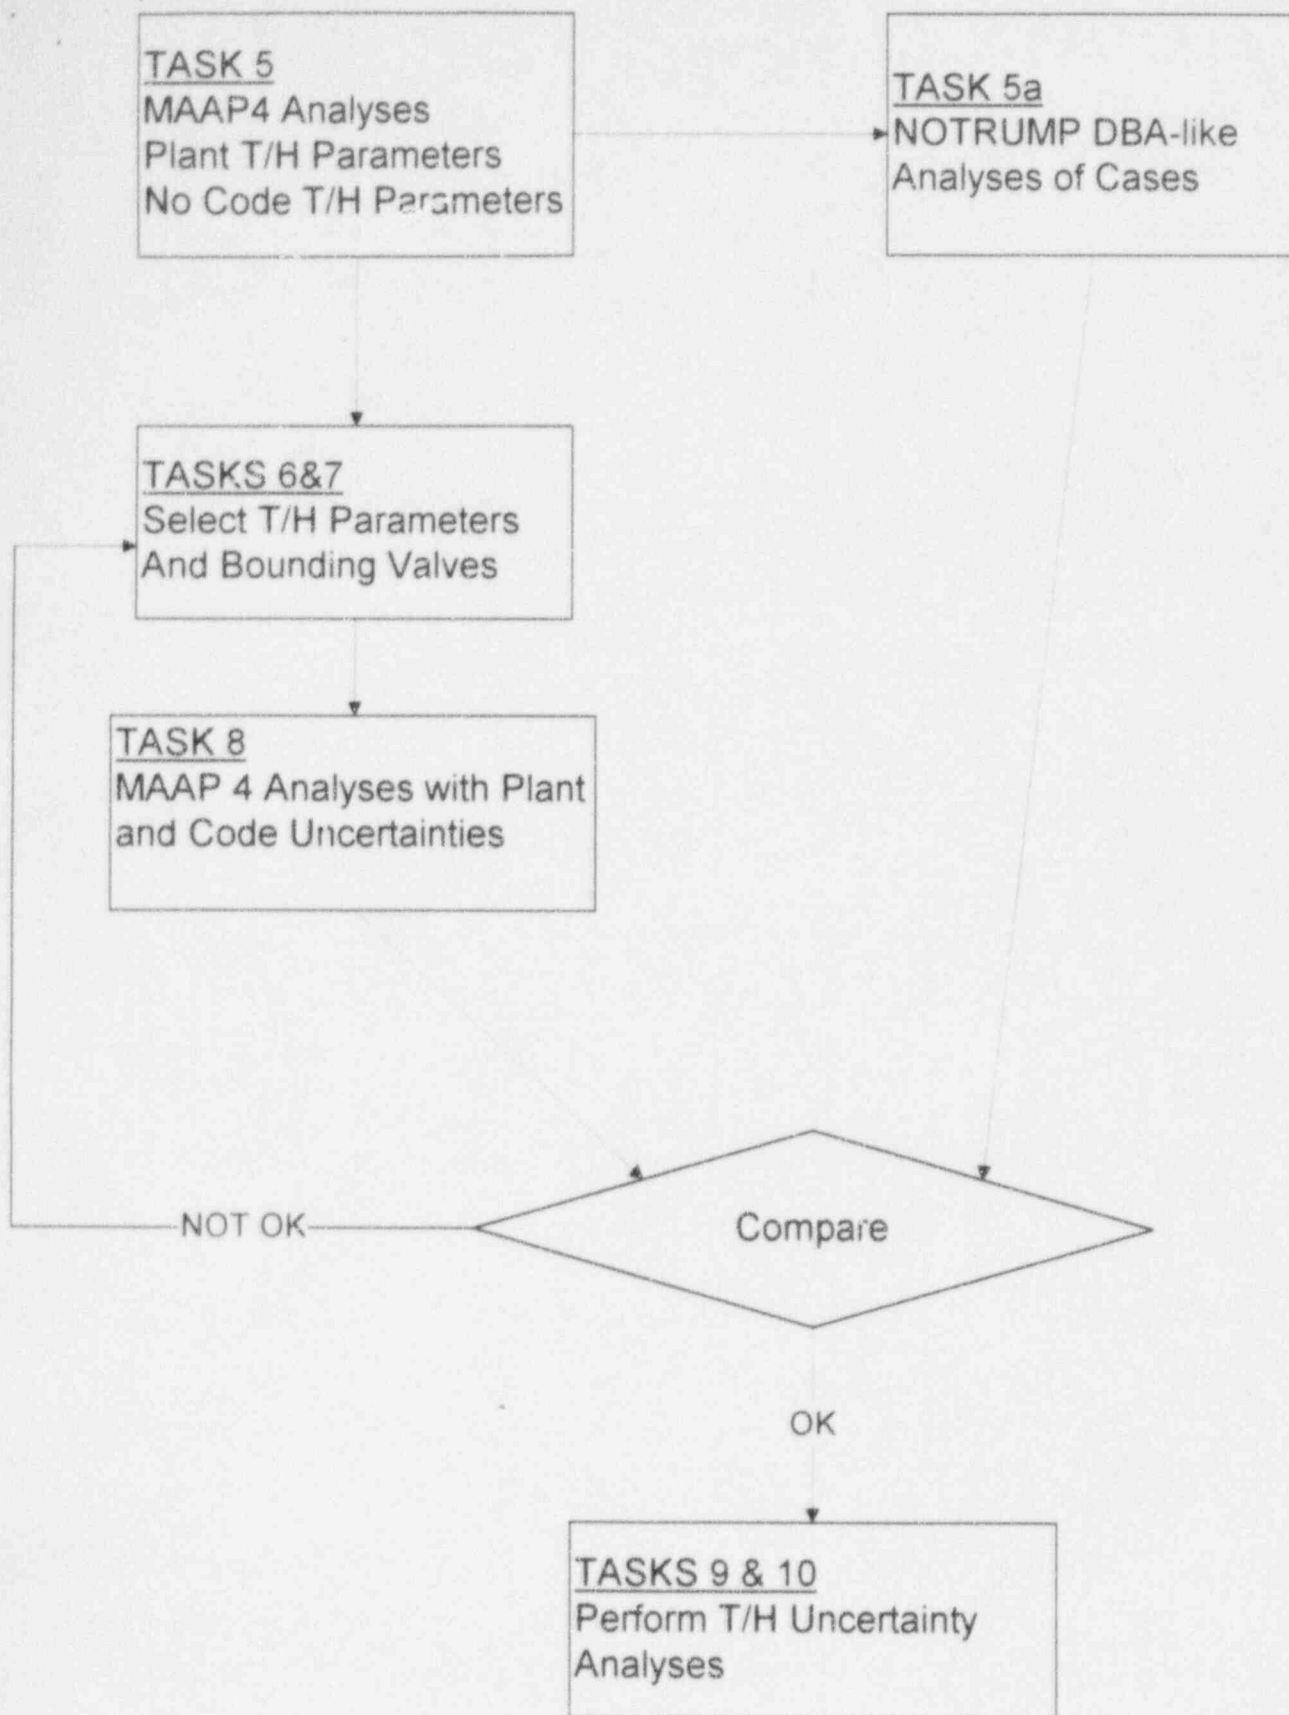 TASK 5
MAAP4 Analyses
Plant T/H Parameters
No Code T/H Parameters
TASK 5a
NOTRUMP DBA-like
Analyses of Cases
TASKS 6&7
Select T/H Parameters
And Bounding Valves
TASK 8
MAAP 4 Analyses with Plant
and Code Uncertainties
NOT OK
Compare
OK
TASKS 9 & 10
Perform T/H Uncertainty
Analyses